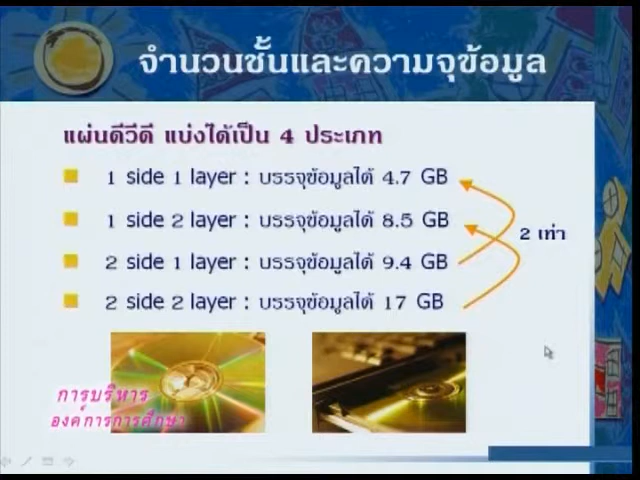 จำนวนชั้นและความจุข้อมูล
แผ่นดีวีดี แบ่งได้เป็น 4 ประเภท
1 side 1 layer : บรรจุข้อมูลได้ 4.7 GB
1 side 2 layer : บรรจุข้อมูลได้ 8.5 GB
2 เท่า
2 side 1 layer : บรรจุข้อมูลได้ 9.4 GB
2 side 2 layer : บรรจุข้อมูลได้ 17 GB
การบริหาร
องค์การการศึกษา